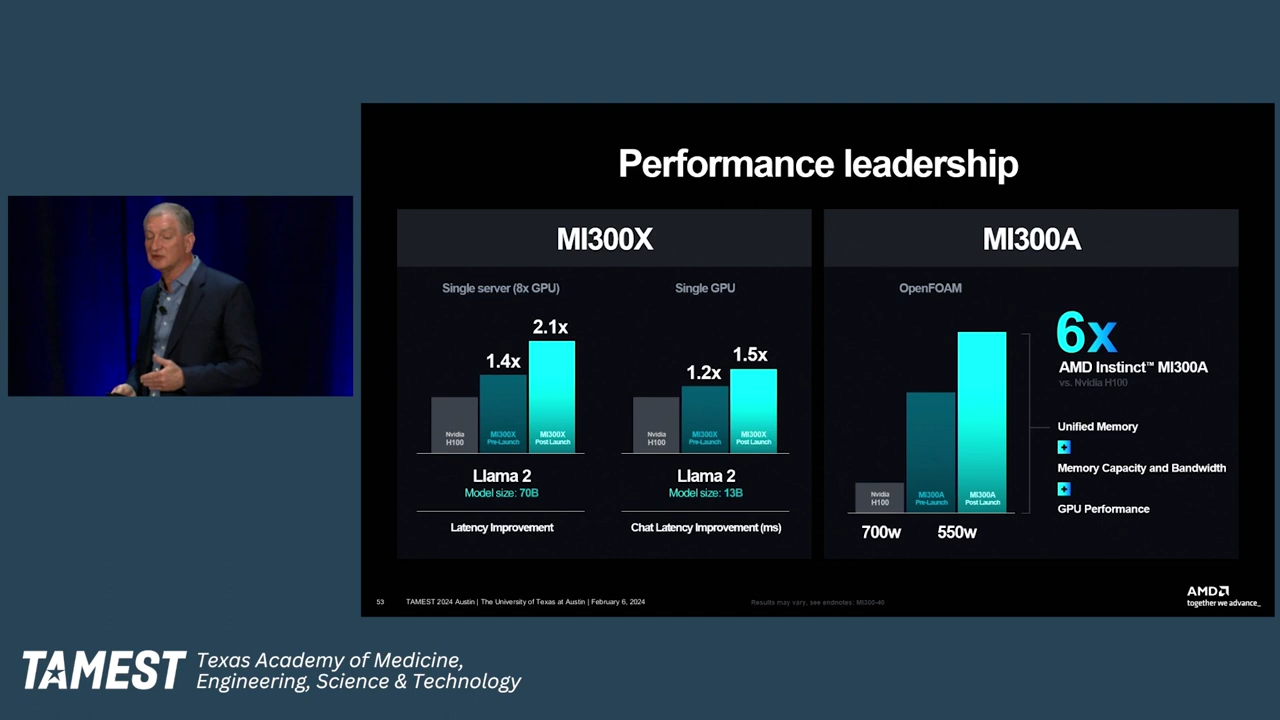 Performance leadership
MI300X
Single server (8x GPU)
Single GPU
2.1x
1.4x
1.5x
1.2x
Nvidia
H100
MI300X
Pre-Launch
MI300X
Post Launch
Nvidia
H100
MI300X
Pre-Launch
MI300X
Post Launch
Llama 2
Model size: 70B
Latency Improvement
Llama 2
Model size: 13B
Chat Latency Improvement (ms)
MI300A
OpenFOAM
Nvidia
H100
MI300A
Pre-Launch
MI300A
Post Launch
700w
550w
6x
AMD Instinct™ MI300A
vs. Nvidia H100
Unified Memory
+
Memory Capacity and Bandwidth
+
GPU Performance
53
TAMEST 2024 Austin | The University of Texas at Austin | February 6, 2024
Results may vary, see endnotes: MI300-40
AMD
together we advance_
TAMEST
Texas Academy of Medicine,
Engineering, Science & Technology